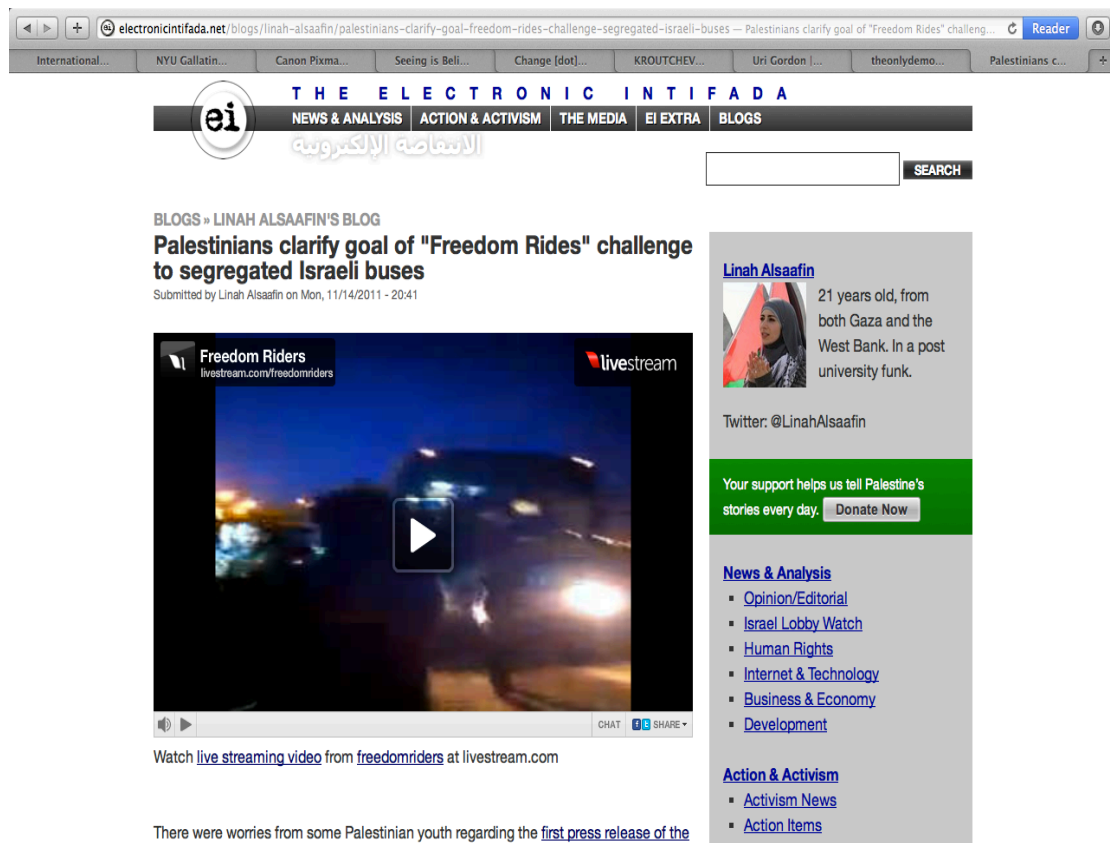 electronicintifada.net/blogs/linah-alsaafin/palestinians-clarify-goal-freedom-rides-challenge-segregated-israeli-buses — Palestinians clarify goal of "Freedom Rides" challeng...
Reader
International...
NYU Gallatin...
Canon Pixma...
Seeing is Beli...
Change [dot]...
KROUTCHEV...
Uri Gordon |...
theonlydemo...
Palestinians c...
THE ELECTRONIC INTIFADA
ei
NEWS & ANALYSIS
ACTION & ACTIVISM
THE MEDIA
EI EXTRA
BLOGS
الانتفاضة الإلكترونية
SEARCH
BLOGS » LINAH ALSAAFIN'S BLOG
Palestinians clarify goal of "Freedom Rides" challenge
to segregated Israeli buses
Submitted by Linah Alsaafin on Mon, 11/14/2011 - 20:41
Freedom Riders
livestream.com/freedomriders
livestream
CHAT
SHARE
Watch live streaming video from freedomriders at livestream.com
There were worries from some Palestinian youth regarding the first press release of the
Linah Alsaafin
21 years old, from
both Gaza and the
West Bank. In a post
university funk.
Twitter: @LinahAlsaafin
Your support helps us tell Palestine's
stories every day.
Donate Now
News & Analysis
Opinion/Editorial
Israel Lobby Watch
Human Rights
Internet & Technology
Business & Economy
Development
Action & Activism
Activism News
Action Items